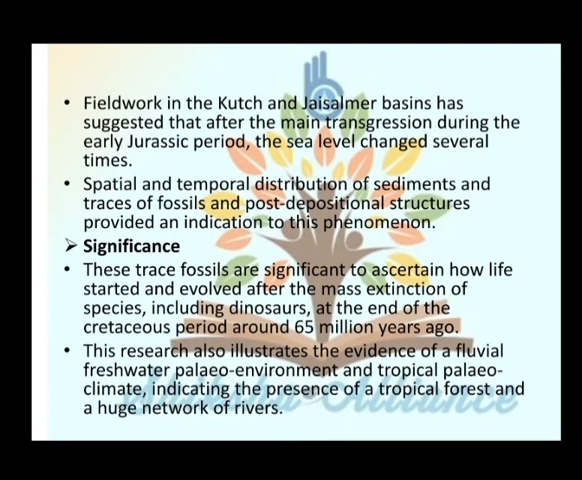 • Fieldwork in the Kutch and Jaisalmer basins has
suggested that after the main transgression during the
early Jurassic period, the sea level changed several
times.
• Spatial and temporal distribution of sediments and
traces of fossils and post-depositional structures
provided an indication to this phenomenon.
➢ Significance
• These trace fossils are significant to ascertain how life
started and evolved after the mass extinction of
species, including dinosaurs, at the end of the
cretaceous period around 65 million years ago.
• This research also illustrates the evidence of a fluvial
freshwater palaeo-environment and tropical palaeo-
climate, indicating the presence of a tropical forest and
a huge network of rivers.
Alliance